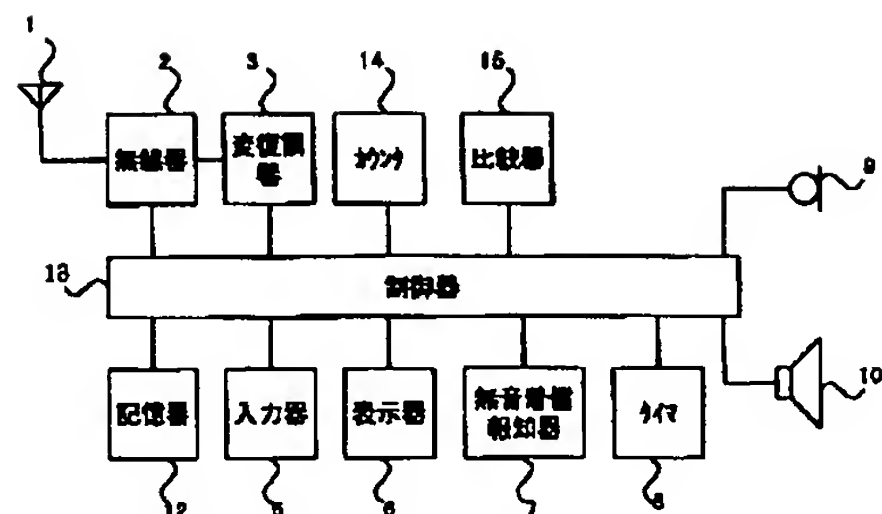 1
2
3
14
15
無線器
変復調
器
カウンタ
比較器
9
13
制御器
10
記憶器
入力器
表示器
無音着信
報知器
タイマ
12
5
6
7
8